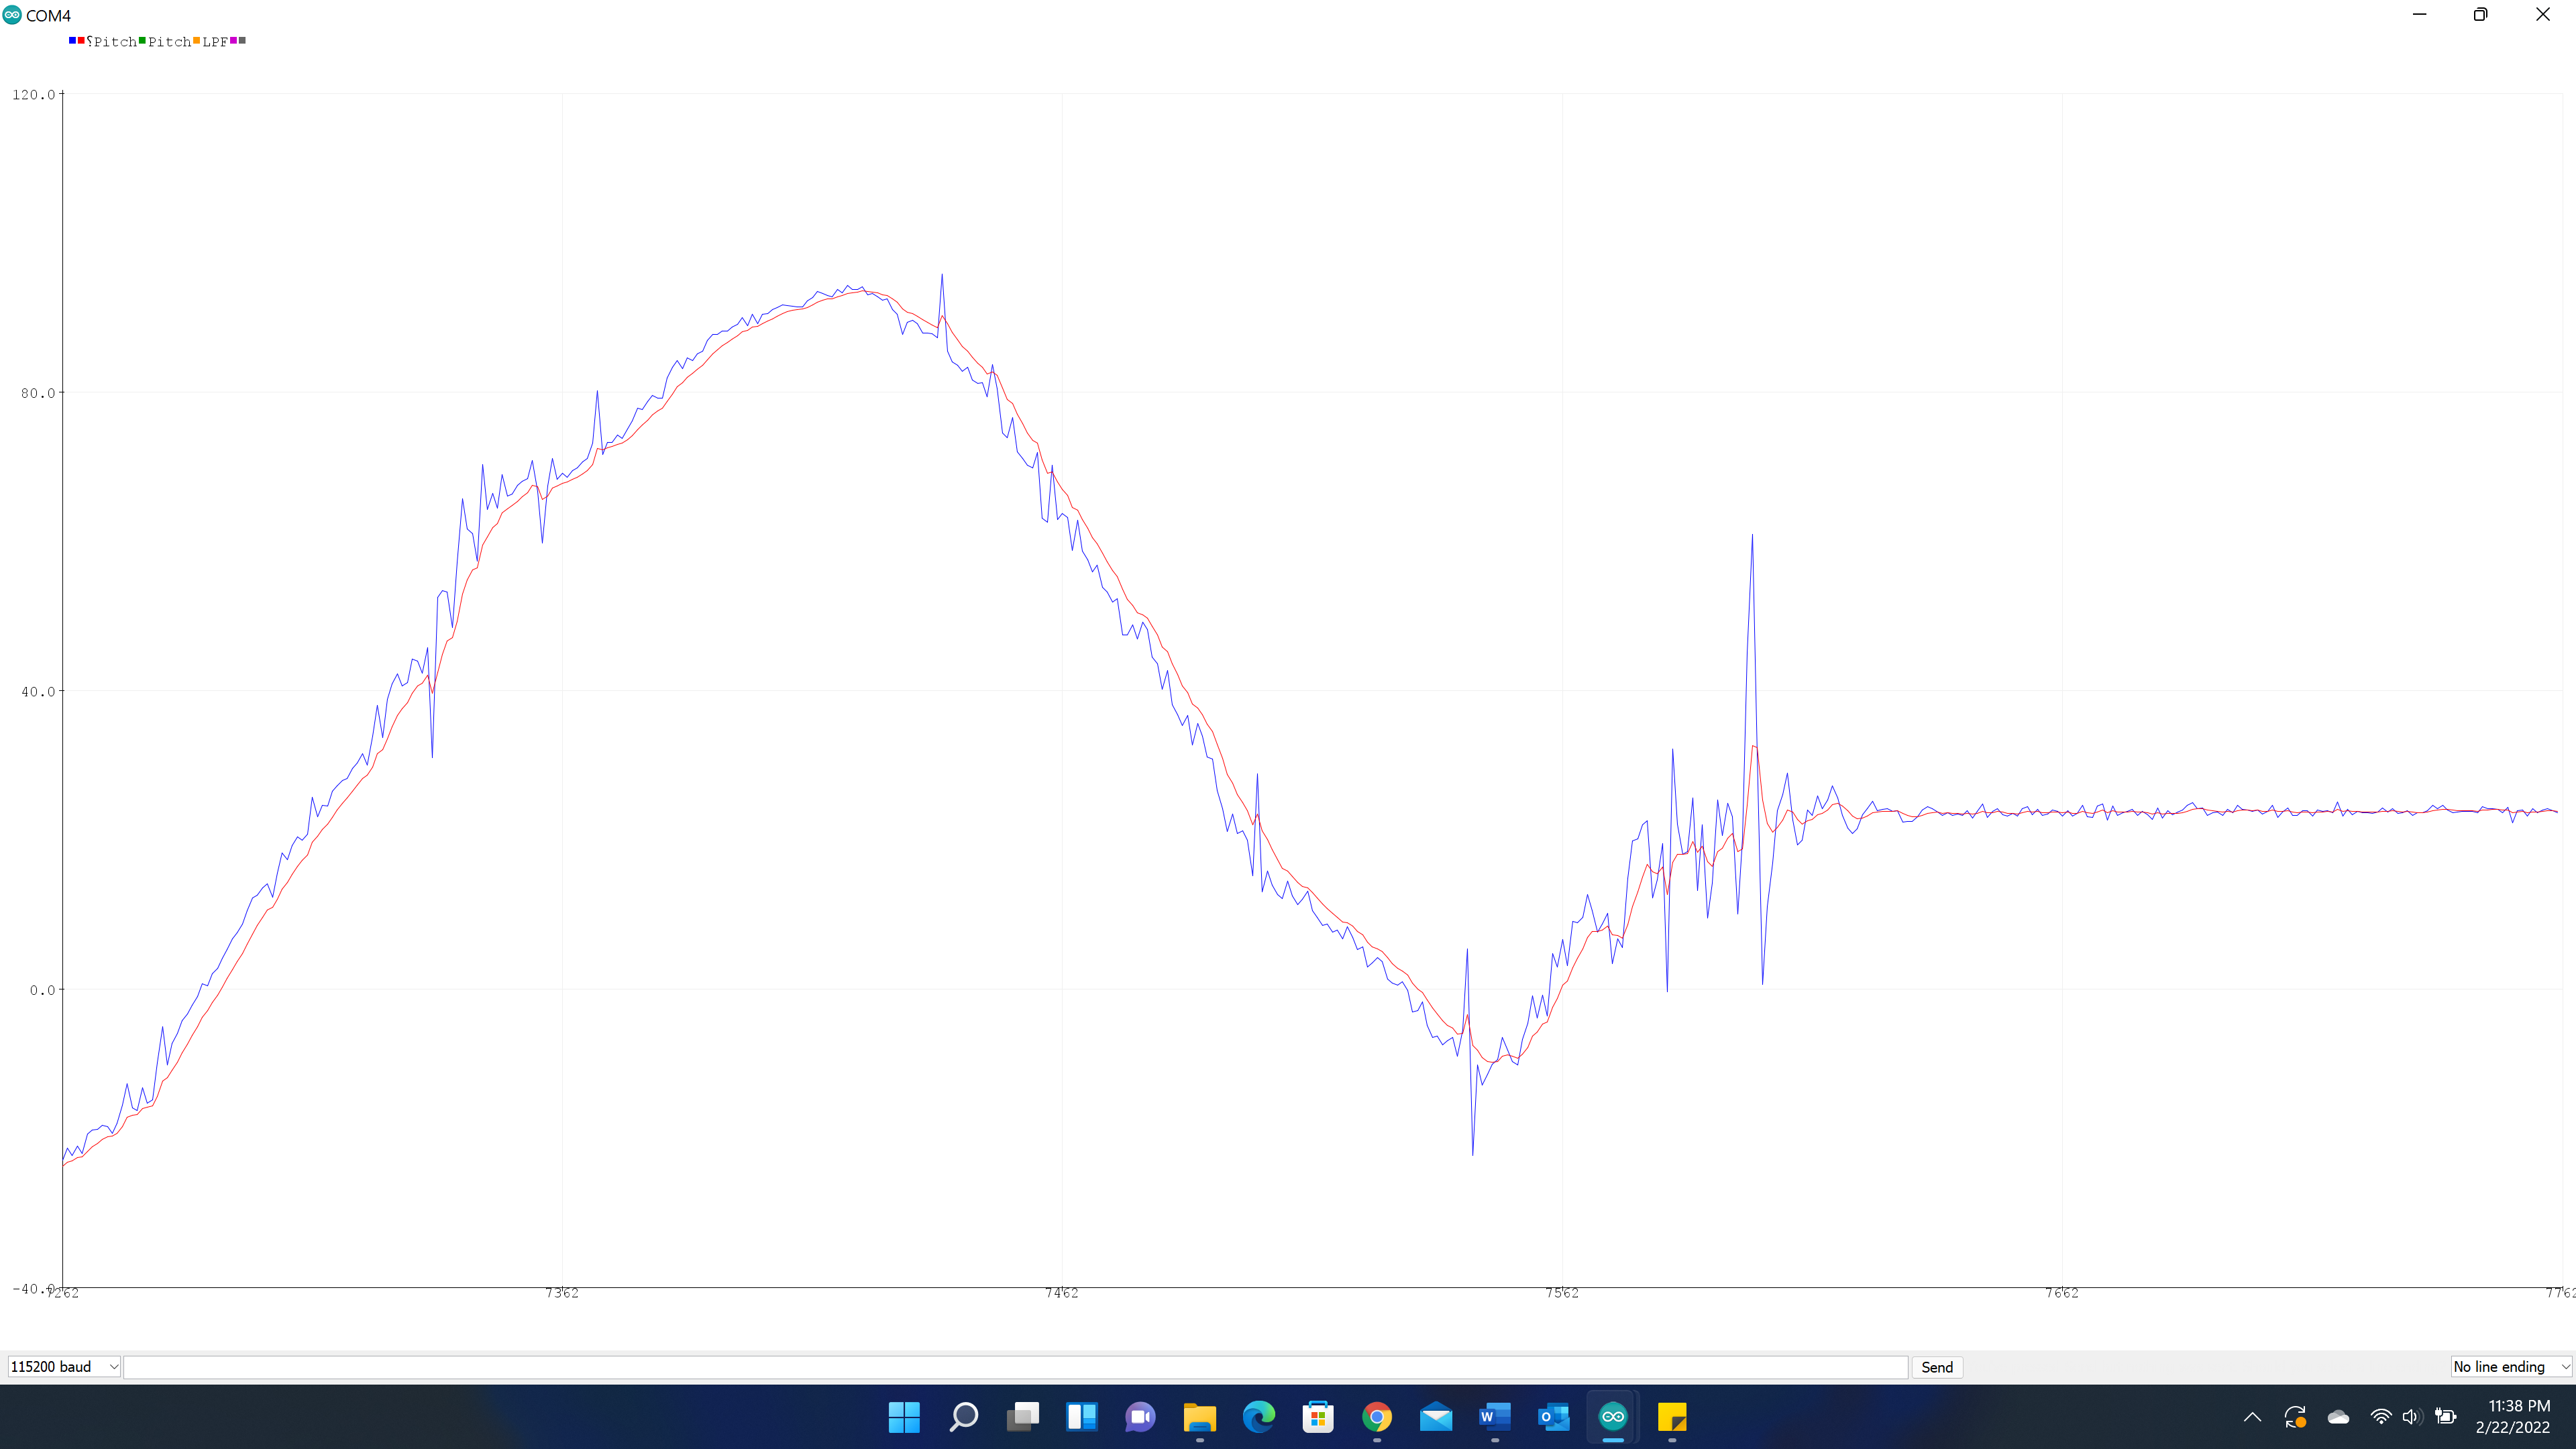 COM4
⸮Pitch Pitch LPF
120.0
80.0
40.0
0.0
-40.0
7262 7362 7462 7562 7662
115200 baud
Send
No line ending
11:38 PM
2/22/2022